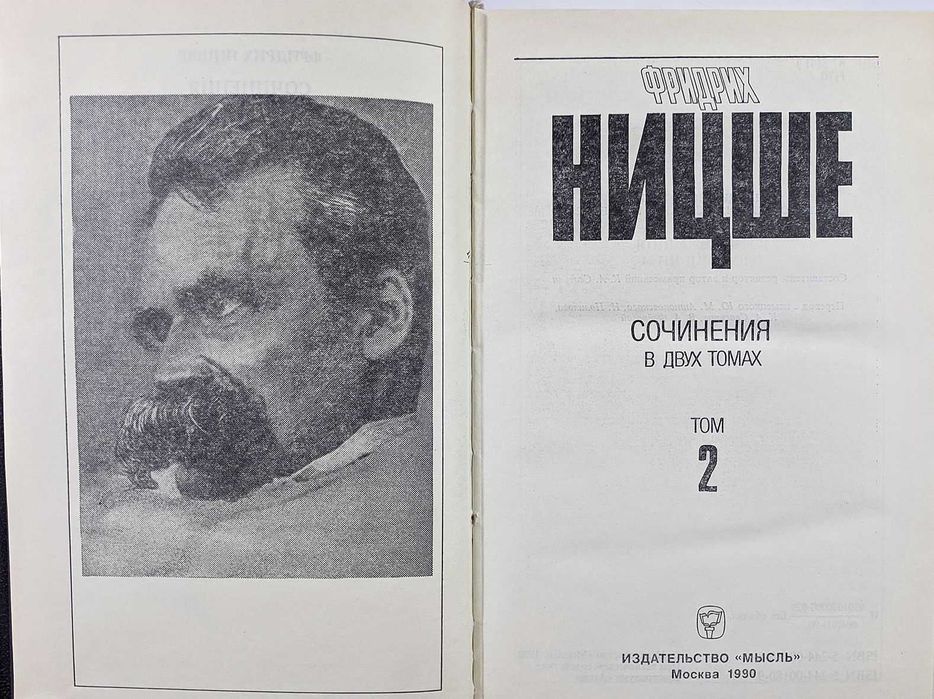 ФРИДРИХ
НИЦШЕ
СОЧИНЕНИЯ
В ДВУХ ТОМАХ
ТОМ
2
ИЗДАТЕЛЬСТВО «МЫСЛЬ»
Москва 1990